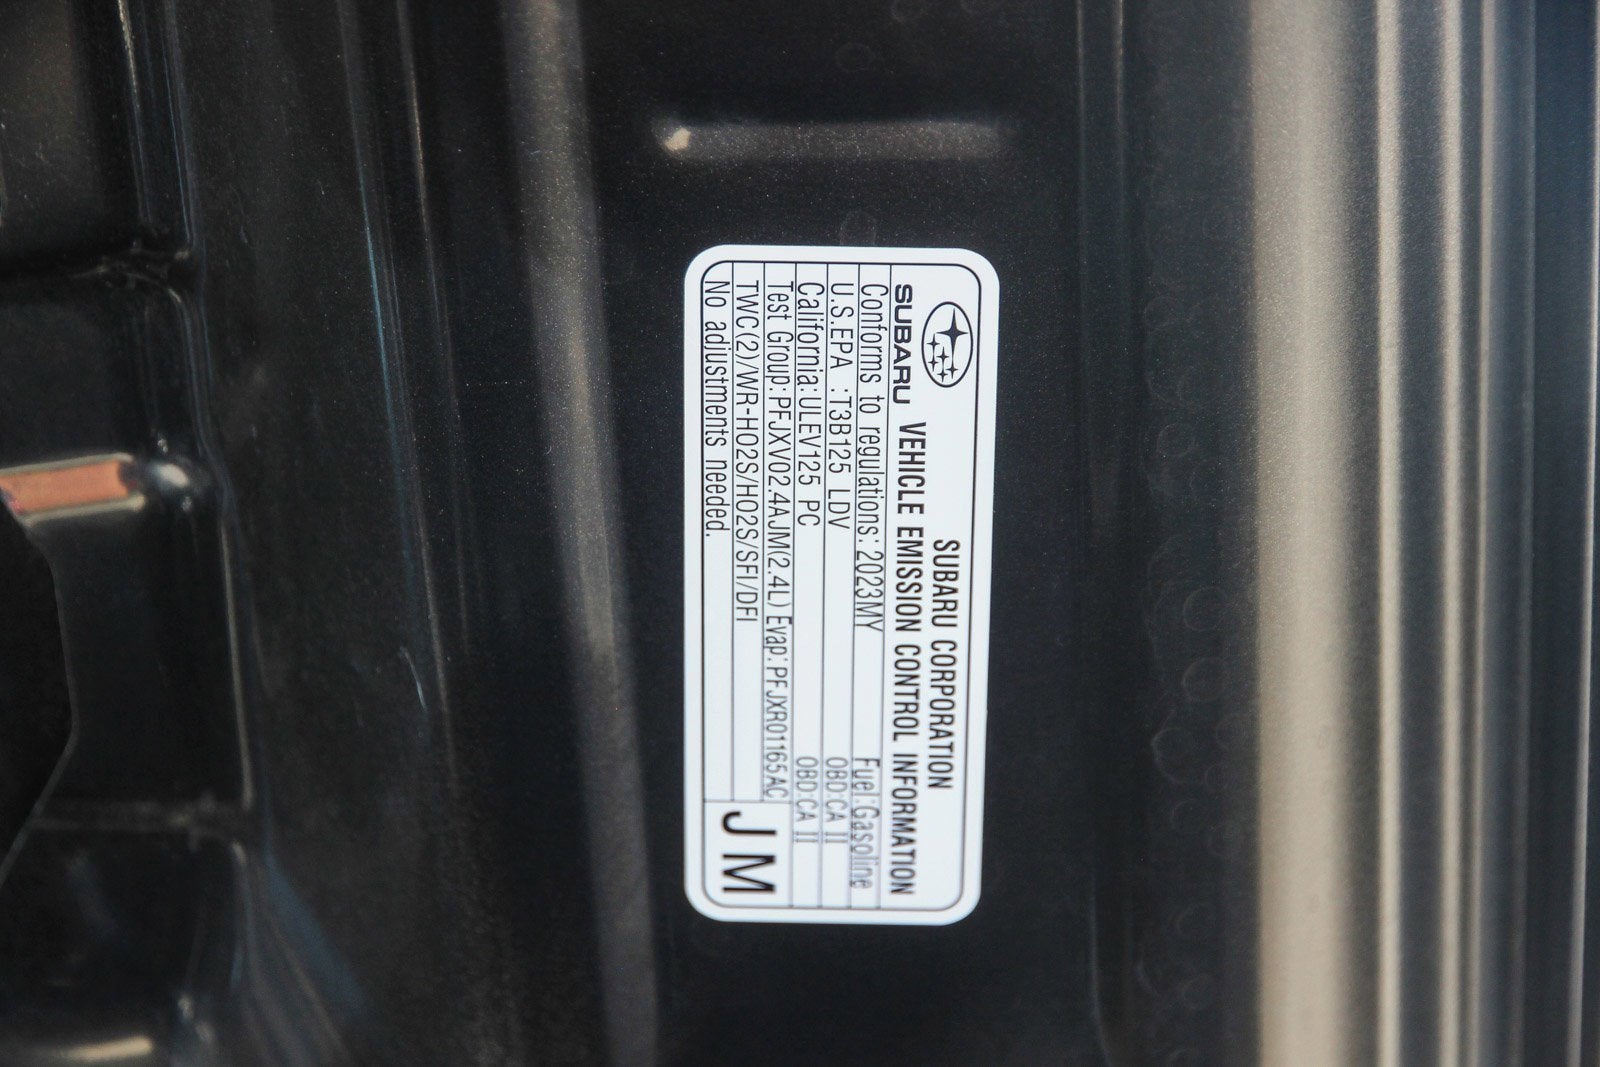 SUBARU CORPORATION
SUBARU VEHICLE EMISSION CONTROL INFORMATION
Conforms to regulations: 2023MY Fuel:Gasoline
U.S.EPA :T3B125 LDV OBD:CA II
California:ULEV125 PC OBD:CA II
Test Group:PFJXV02.4AJM(2.4L) Evap:PFJXR01165AC
TWC(2)/WR-HO2S/HO2S/SFI/DFI
No adjustments needed.
JM